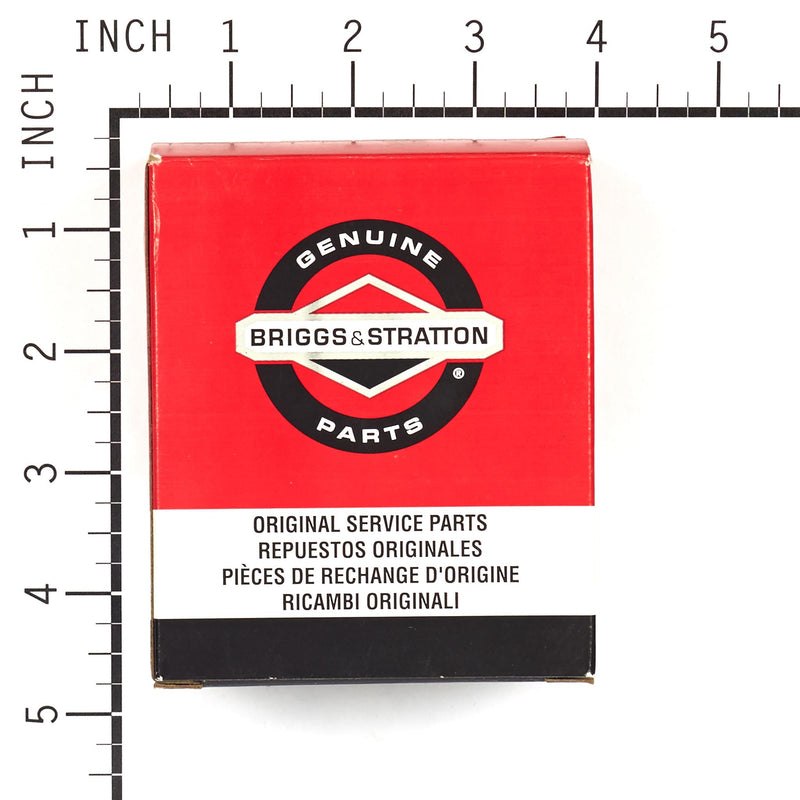 INCH 1 2 3 4 5
INCH
1
2
3
4
5
GENUINE
BRIGGS & STRATTON
®
PARTS
ORIGINAL SERVICE PARTS
REPUESTOS ORIGINALES
PIÈCES DE RECHANGE D'ORIGINE
RICAMBI ORIGINALI